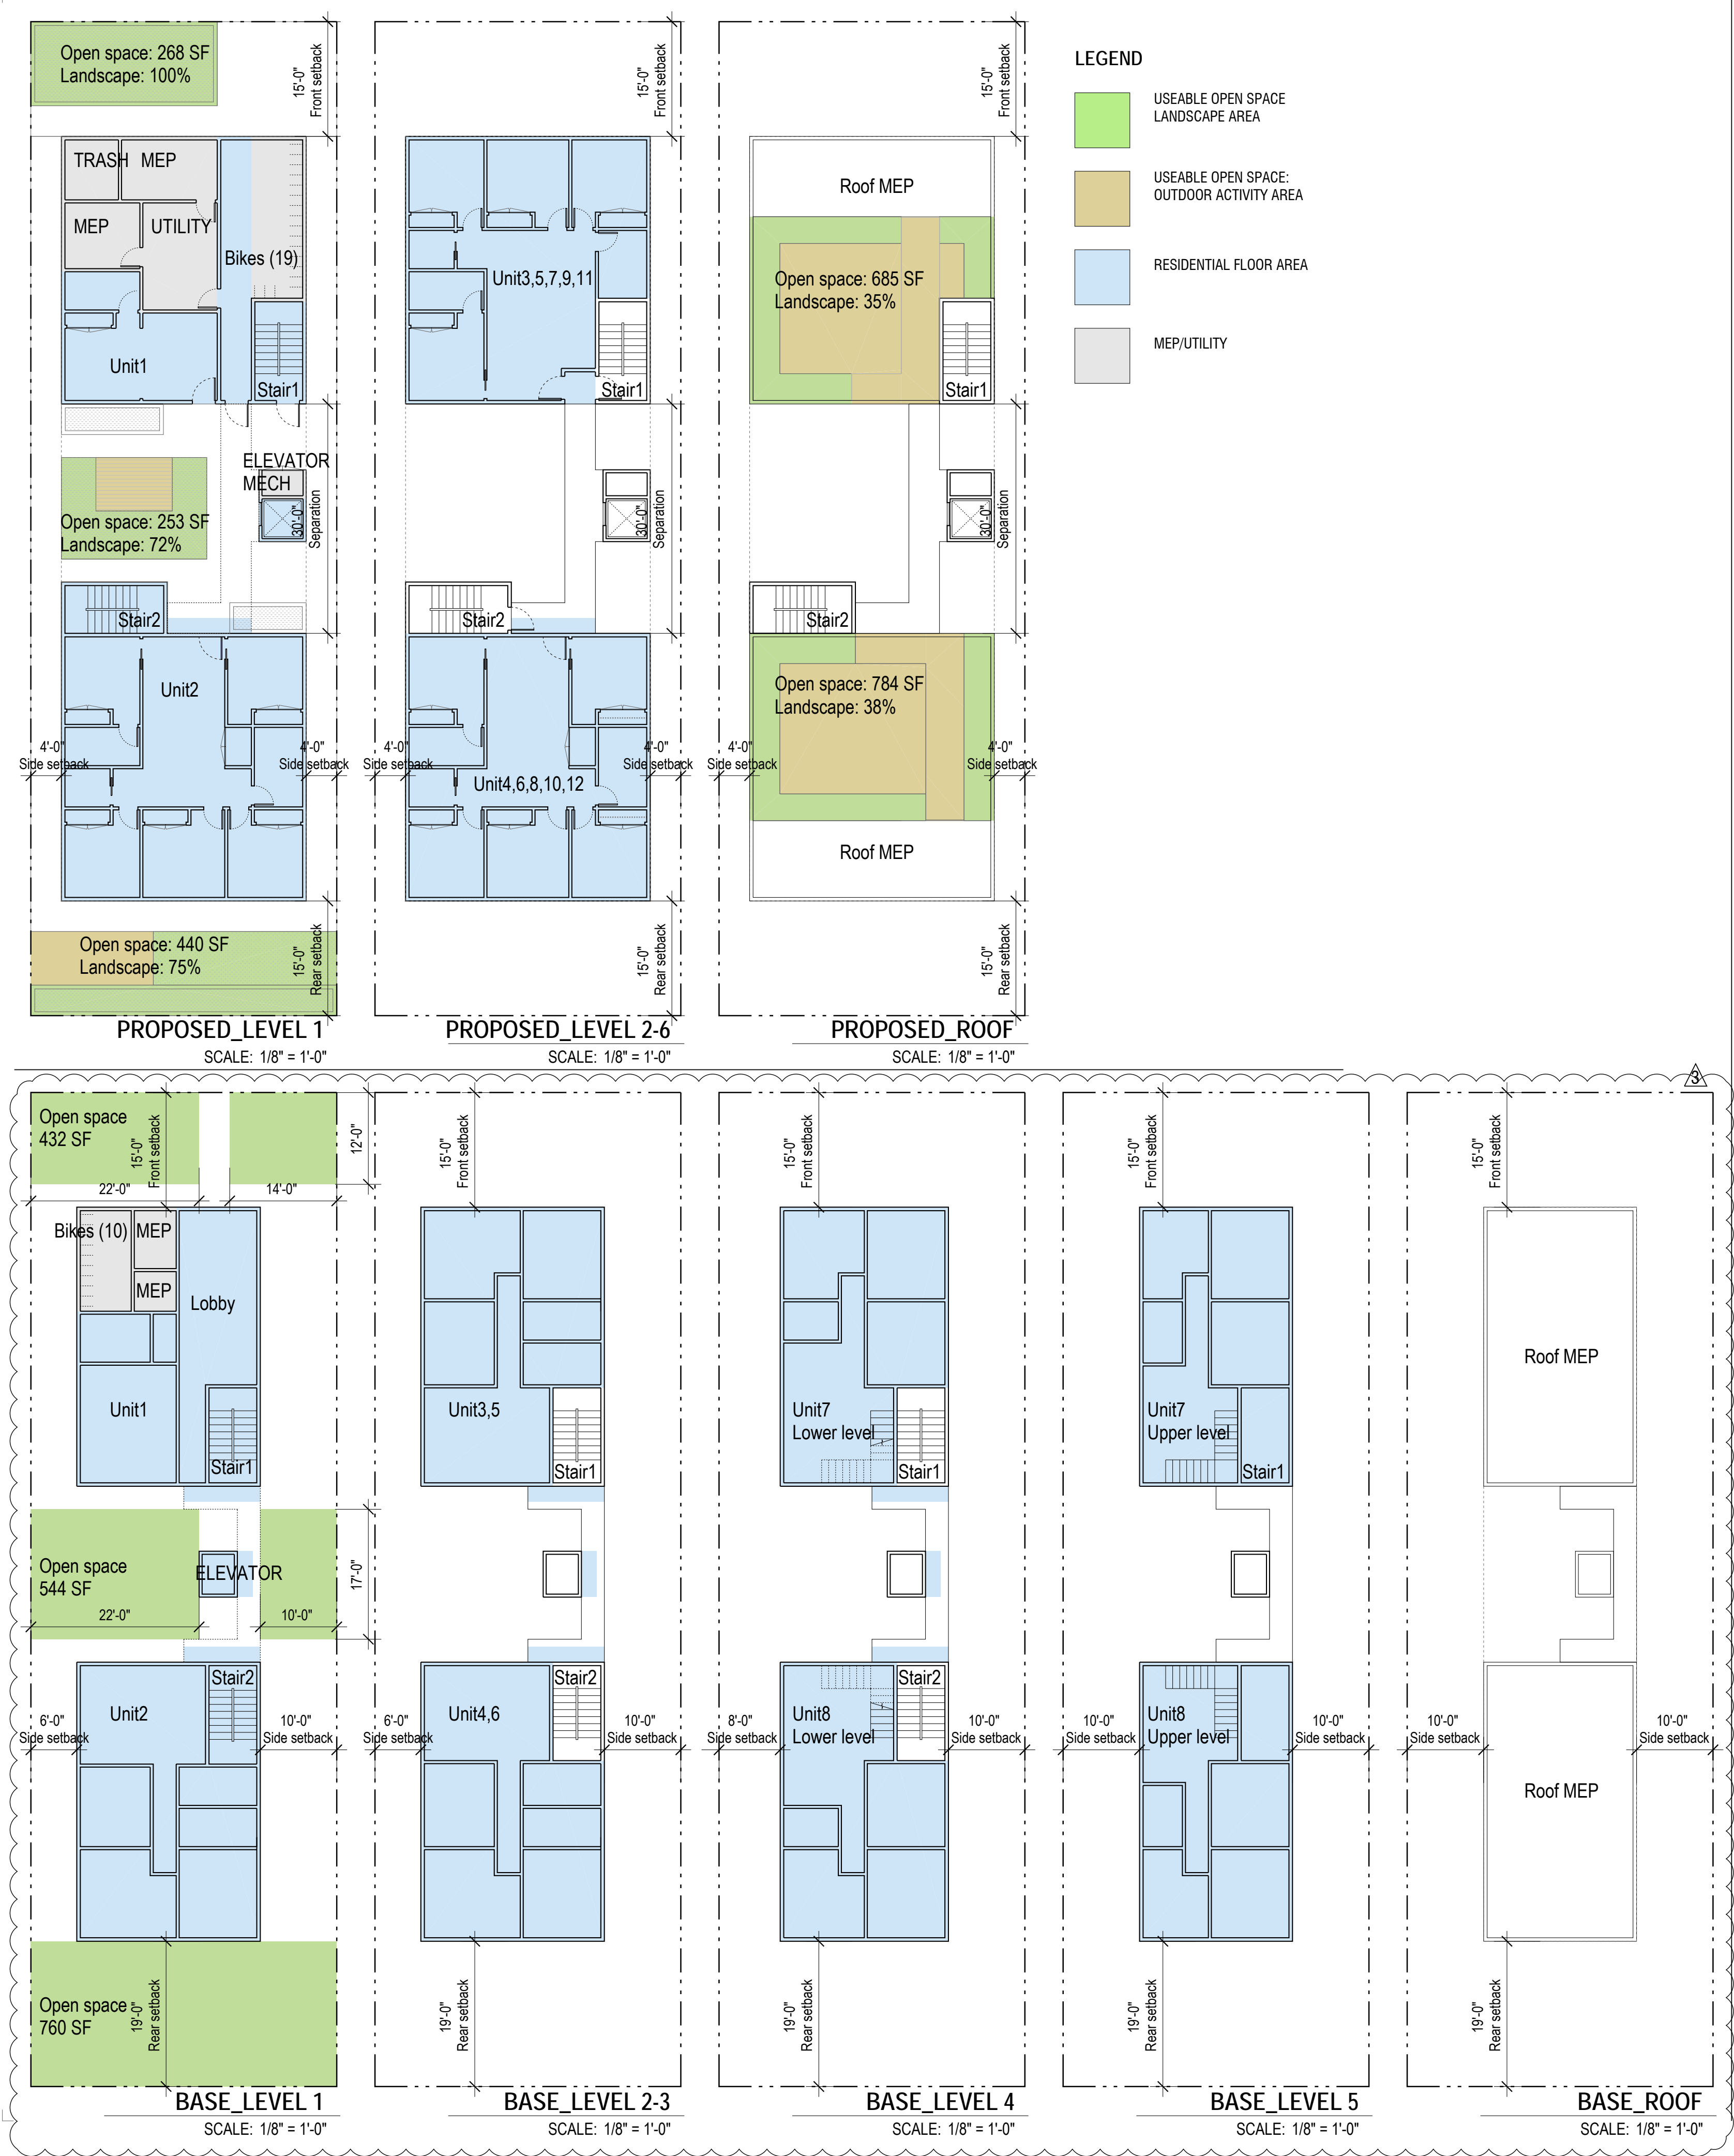 Open space: 268 SF
Landscape: 100%
15'-0"
Front setback
TRASH
MEP
MEP
UTILITY
Bikes (19)
Unit1
Stair1
ELEVATOR
MECH
30'-0"
Separation
Open space: 253 SF
Landscape: 72%
Stair2
Unit2
4'-0"
Side setback
4'-0"
Side setback
Open space: 440 SF
Landscape: 75%
15'-0"
Rear setback
PROPOSED_LEVEL 1
SCALE: 1/8" = 1'-0"
15'-0"
Front setback
Unit3,5,7,9,11
Stair1
30'-0"
Separation
Stair2
4'-0"
Side setback
4'-0"
Side setback
Unit4,6,8,10,12
15'-0"
Rear setback
PROPOSED_LEVEL 2-6
SCALE: 1/8" = 1'-0"
15'-0"
Front setback
Roof MEP
Open space: 685 SF
Landscape: 35%
Stair1
30'-0"
Separation
Stair2
Open space: 784 SF
Landscape: 38%
4'-0"
Side setback
4'-0"
Side setback
Roof MEP
15'-0"
Rear setback
PROPOSED_ROOF
SCALE: 1/8" = 1'-0"
LEGEND
USEABLE OPEN SPACE
LANDSCAPE AREA
USEABLE OPEN SPACE:
OUTDOOR ACTIVITY AREA
RESIDENTIAL FLOOR AREA
MEP/UTILITY
3
Open space
432 SF
15'-0"
Front setback
12'-0"
22'-0"
14'-0"
Bikes (10)
MEP
MEP
Lobby
Unit1
Stair1
Open space
544 SF
ELEVATOR
17'-0"
22'-0"
10'-0"
Stair2
Unit2
6'-0"
Side setback
10'-0"
Side setback
Open space
760 SF
19'-0"
Rear setback
BASE_LEVEL 1
SCALE: 1/8" = 1'-0"
15'-0"
Front setback
Unit3,5
Stair1
Stair2
Unit4,6
6'-0"
Side setback
10'-0"
Side setback
19'-0"
Rear setback
BASE_LEVEL 2-3
SCALE: 1/8" = 1'-0"
15'-0"
Front setback
Unit7
Lower level
Stair1
Stair2
Unit8
Lower level
8'-0"
Side setback
10'-0"
Side setback
19'-0"
Rear setback
BASE_LEVEL 4
SCALE: 1/8" = 1'-0"
15'-0"
Front setback
Unit7
Upper level
Stair1
Unit8
Upper level
10'-0"
Side setback
10'-0"
Side setback
19'-0"
Rear setback
BASE_LEVEL 5
SCALE: 1/8" = 1'-0"
15'-0"
Front setback
Roof MEP
10'-0"
Side setback
10'-0"
Side setback
Roof MEP
19'-0"
Rear setback
BASE_ROOF
SCALE: 1/8" = 1'-0"